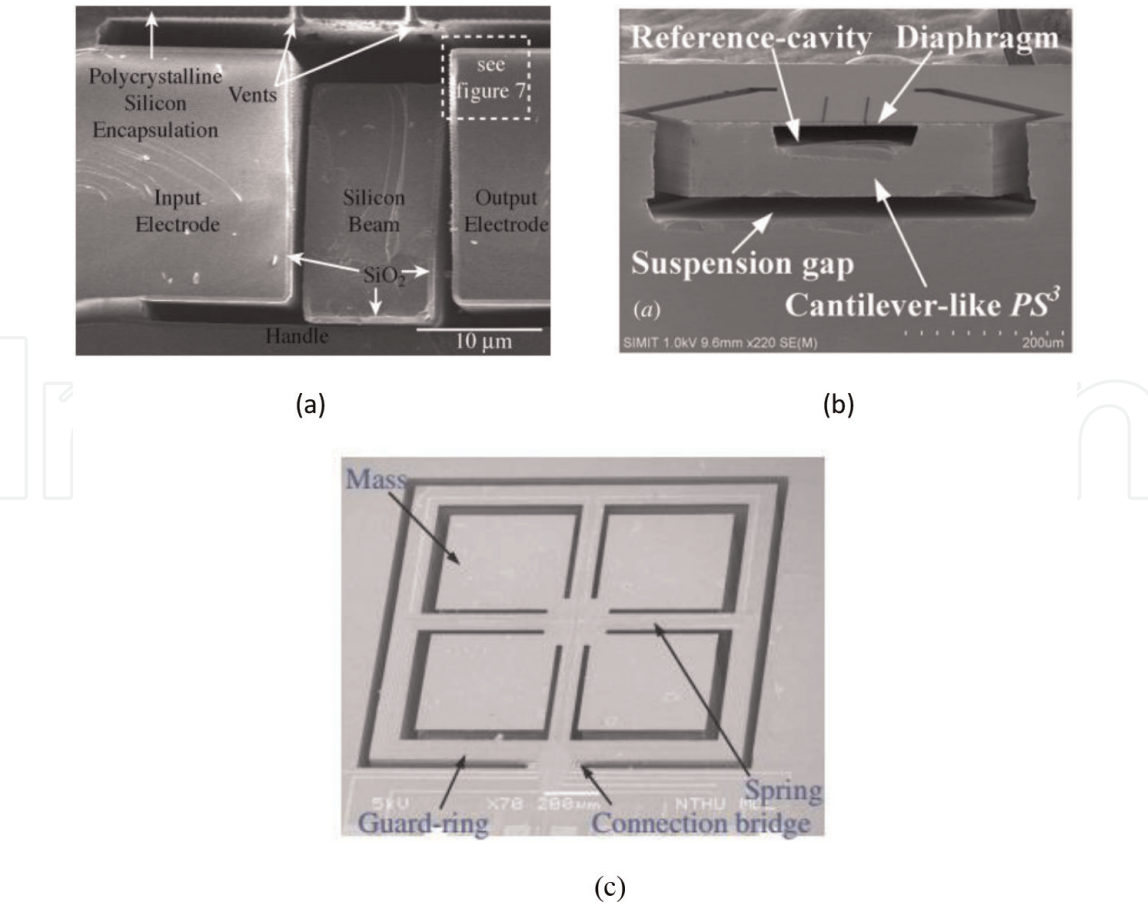 Polycrystalline
Silicon
Encapsulation
Vents
see
figure 7
Input
Electrode
Silicon
Beam
Output
Electrode
SiO₂
Handle
10 μm
(a)
Reference-cavity
Diaphragm
Suspension gap
Cantilever-like PS³
(a)
SIMIT 1.0kV 9.6mm x220 SE(M)
200um
(b)
Mass
Spring
5kV X70 200μm NTHU
Guard-ring
Connection bridge
(c)